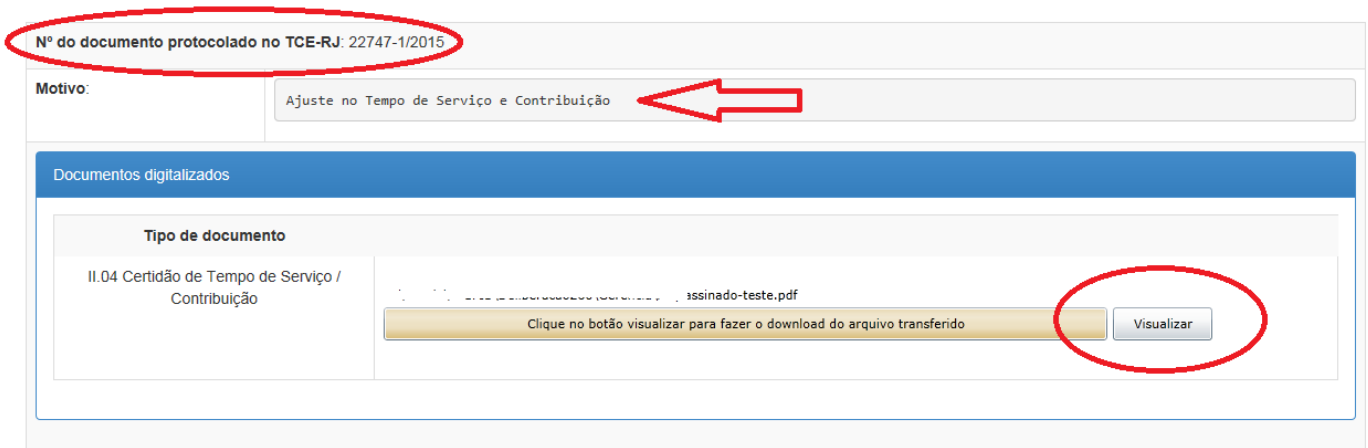 Nº do documento protocolado no TCE-RJ: 22747-1/2015
Motivo:
Ajuste no Tempo de Serviço e Contribuição
Documentos digitalizados
Tipo de documento
II.04 Certidão de Tempo de Serviço /
Contribuição
assinado-teste.pdf
Clique no botão visualizar para fazer o download do arquivo transferido
Visualizar